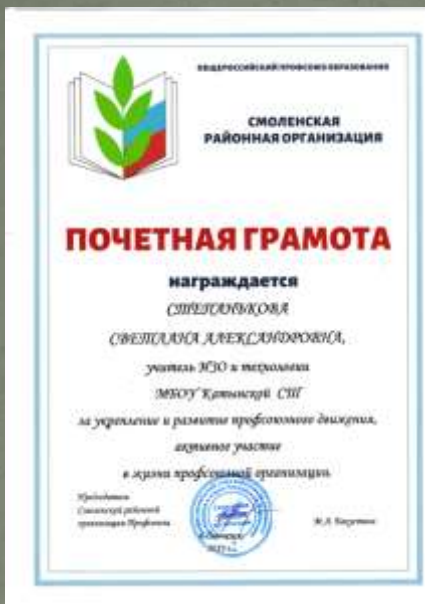 ОБЩЕРОССИЙСКИЙ ПРОФСОЮЗ ОБРАЗОВАНИЯ
СМОЛЕНСКАЯ
РАЙОННАЯ ОРГАНИЗАЦИЯ
ПОЧЕТНАЯ ГРАМОТА
награждается
СТЕПАНЬКОВА
СВЕТЛАНА АЛЕКСАНДРОВНА,
учитель ИЗО и технологии
МБОУ Катынской СШ
за укрепление и развитие профсоюзного движения,
активное участие
в жизни профсоюзной организации.
Председатель
Смоленской районной
организации Профсоюза